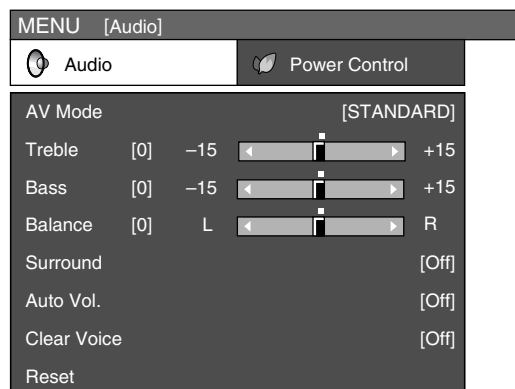 MENU [Audio]
Audio Power Control
AV Mode [STANDARD]
Treble [0] –15 +15
Bass [0] –15 +15
Balance [0] L R
Surround [Off]
Auto Vol. [Off]
Clear Voice [Off]
Reset